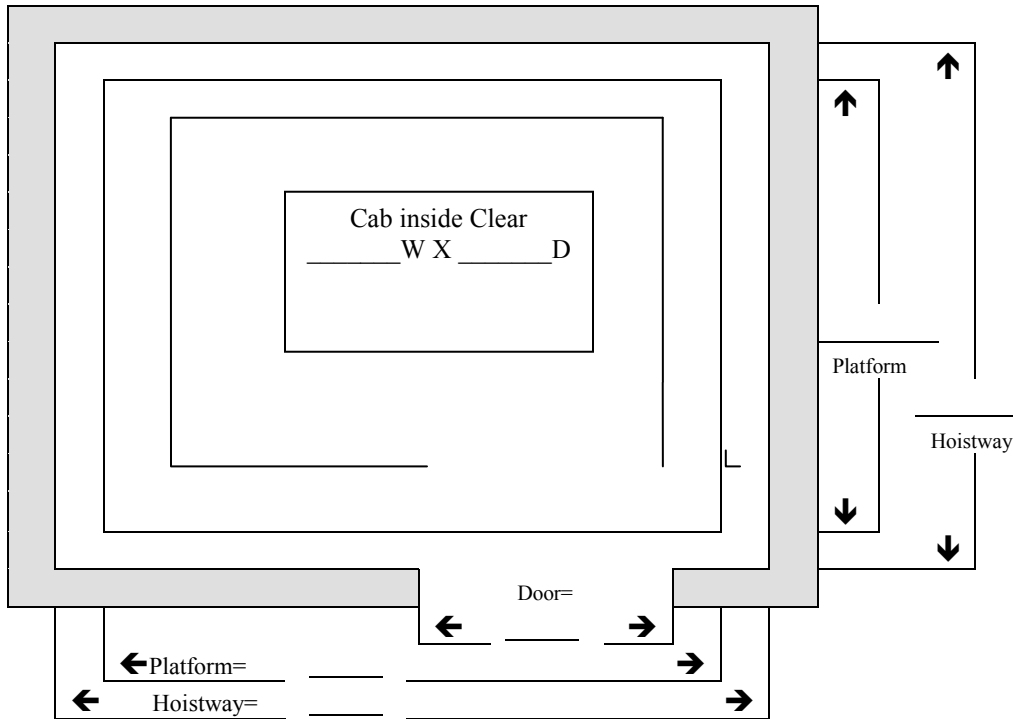 Cab inside Clear
_______W X _______D
Platform
Hoistway
Door=
Platform=
Hoistway=